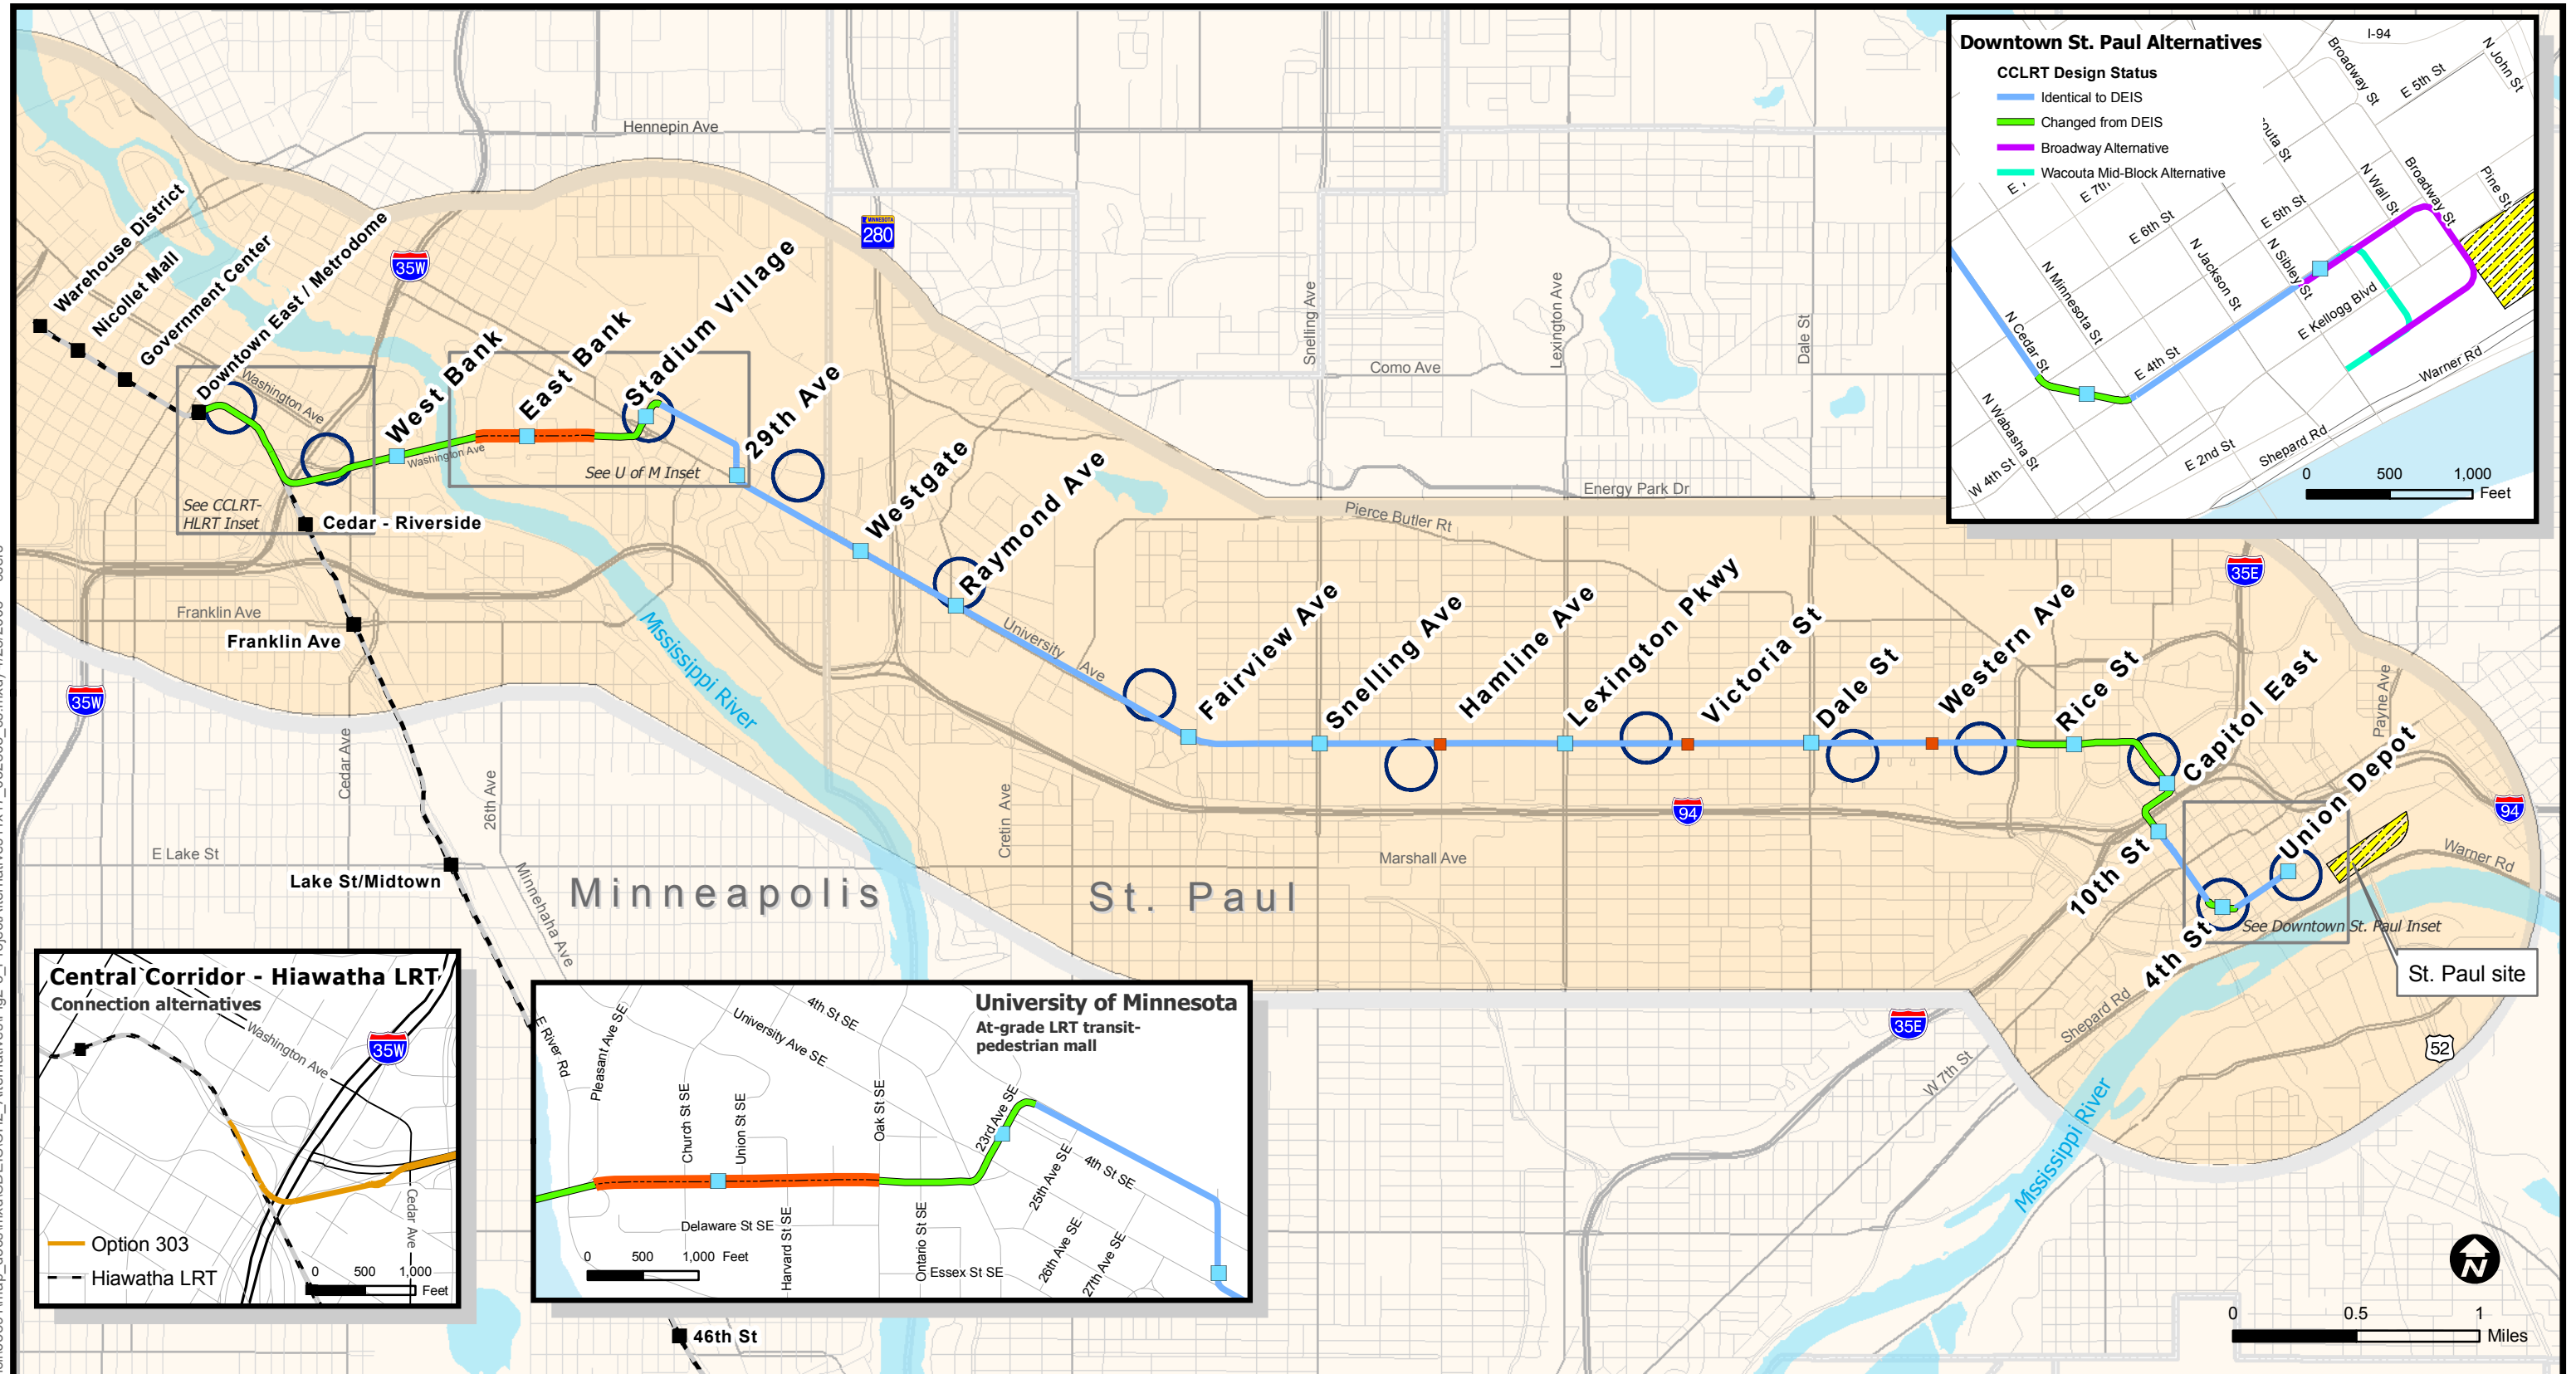 Hennepin Ave
MINNESOTA
280
35W
Warehouse District
Nicollet Mall
Government Center
Downtown East / Metrodome
Washington Ave
West Bank
East Bank
Stadium Village
29th Ave
Westgate
Raymond Ave
Washington Ave
See U of M Inset
See CCLRT-
HLRT Inset
Cedar - Riverside
Franklin Ave
Franklin Ave
35W
Mississippi River
University
Ave
Snelling Ave
Lexington Ave
Dale St
Como Ave
Energy Park Dr
Pierce Butler Rt
Fairview Ave
Snelling Ave
Hamline Ave
Lexington Pkwy
Victoria St
Dale St
Western Ave
Rice St
Capitol East
Union Depot
10th St
4th St
35E
94
94
Payne Ave
Warner Rd
See Downtown St. Paul Inset
St. Paul site
Cedar Ave
26th Ave
Minnehaha Ave
Cretin Ave
Marshall Ave
E Lake St
Lake St/Midtown
Minneapolis
St. Paul
35E
W 7th St
Shepard Rd
Mississippi River
52
46th St
N
0 0.5 1
Miles
Downtown St. Paul Alternatives
CCLRT Design Status
Identical to DEIS
Changed from DEIS
Broadway Alternative
Wacouta Mid-Block Alternative
I-94
Broadway St
E 5th St
N John St
outa St
E 7th
E 6th St
E 5th St
N Wall St
Broadway St
Pine St
N Sibley St
N Jackson St
N Minnesota St
N Cedar St
E 4th St
E Kellogg Blvd
N Wabasha St
W 4th St
E 2nd St
Shepard Rd
Warner Rd
0 500 1,000
Feet
Central Corridor - Hiawatha LRT
Connection alternatives
Washington Ave
35W
Cedar Ave
Option 303
Hiawatha LRT
0 500 1,000
Feet
University of Minnesota
At-grade LRT transit-
pedestrian mall
E River Rd
Pleasant Ave SE
4th St SE
University Ave SE
Church St SE
Union St SE
Oak St SE
23rd Ave SE
25th Ave SE
4th St SE
Delaware St SE
Harvard St SE
Ontario St SE
Essex St SE
26th Ave SE
27th Ave SE
0 500 1,000 Feet